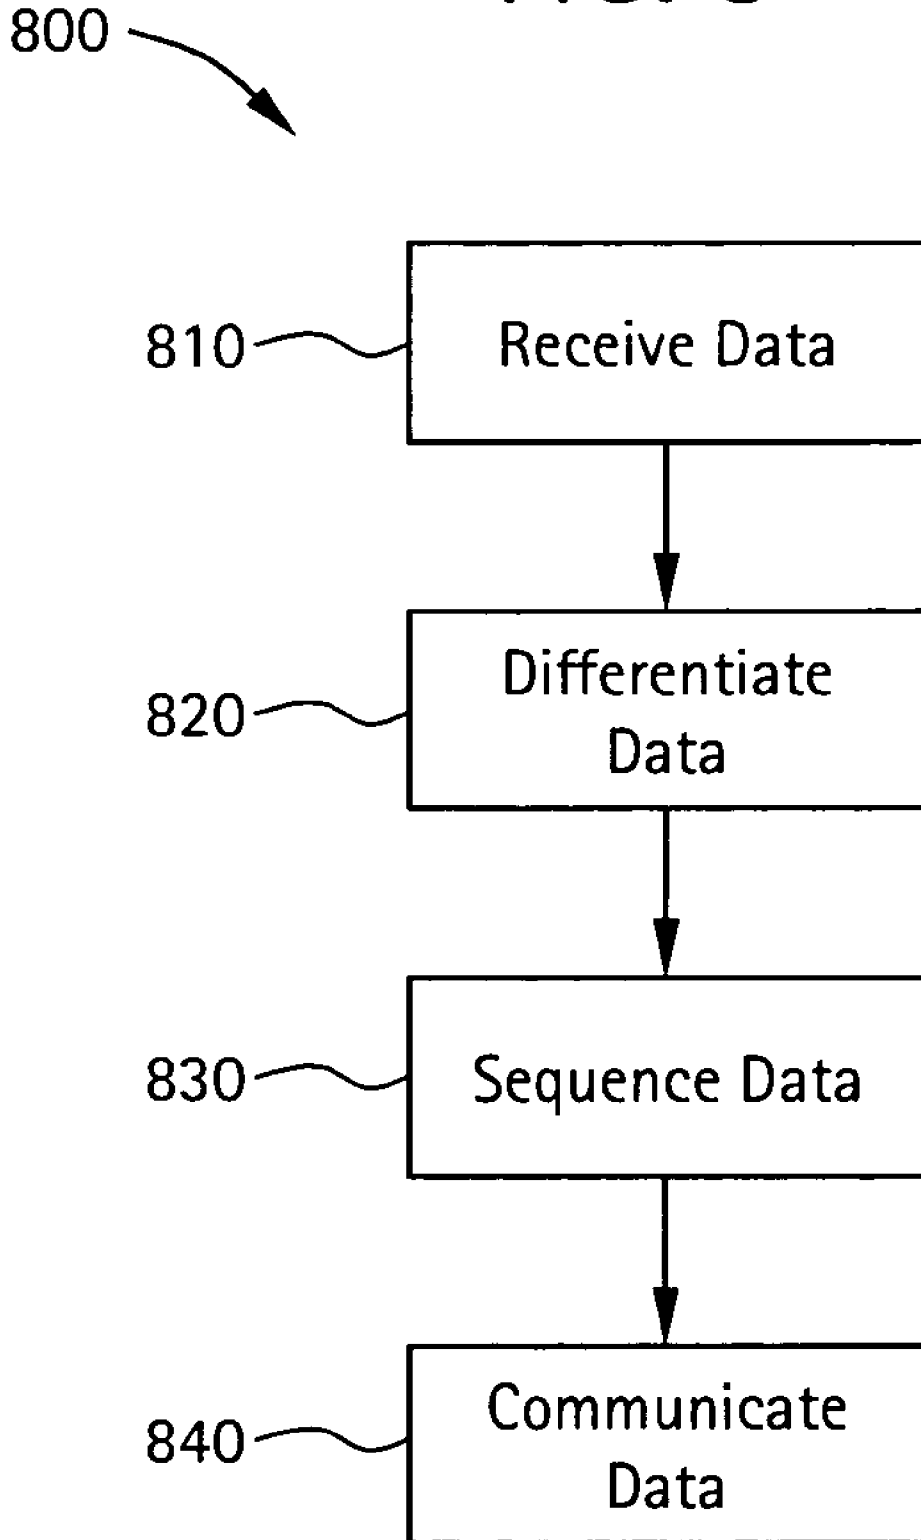 800
810
Receive Data
820
Differentiate
Data
830
Sequence Data
840
Communicate
Data